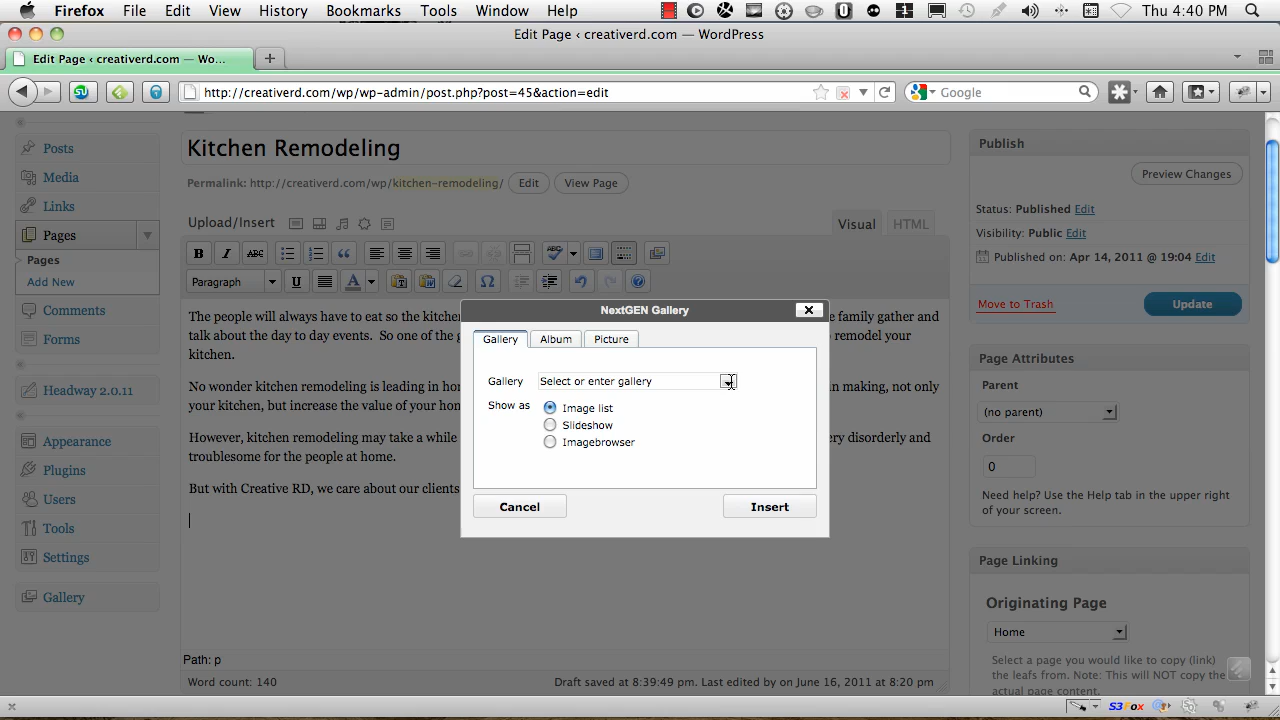 Firefox File Edit View History Bookmarks Tools Window Help Thu 4:40 PM
Edit Page ‹ creativerd.com — WordPress
Edit Page ‹ creativerd.com — Wo...
http://creativerd.com/wp/wp-admin/post.php?post=45&action=edit
Google
Posts
Media
Links
Pages
Pages
Add New
Comments
Forms
Headway 2.0.11
Appearance
Plugins
Users
Tools
Settings
Gallery
Kitchen Remodeling
Permalink: http://creativerd.com/wp/kitchen-remodeling/ Edit View Page
Upload/Insert
Visual HTML
B I ABC
Paragraph U A
The people will always have to eat so the kitchen
talk about the day to day events. So one of the
kitchen.
e family gather and
o remodel your
No wonder kitchen remodeling is leading in hom
your kitchen, but increase the value of your hom
n making, not only
However, kitchen remodeling may take a while
troublesome for the people at home.
ery disorderly and
But with Creative RD, we care about our clients
NextGEN Gallery
Gallery Album Picture
Gallery Select or enter gallery
Show as Image list
Slideshow
Imagebrowser
Cancel Insert
Path: p
Word count: 140 Draft saved at 8:39:49 pm. Last edited by on June 16, 2011 at 8:20 pm
Publish
Preview Changes
Status: Published Edit
Visibility: Public Edit
Published on: Apr 14, 2011 @ 19:04 Edit
Move to Trash Update
Page Attributes
Parent
(no parent)
Order
0
Need help? Use the Help tab in the upper right
of your screen.
Page Linking
Originating Page
Home
Select a page you would like to copy (link)
the leafs from. Note: This will NOT copy the
actual page content.
S3Fox